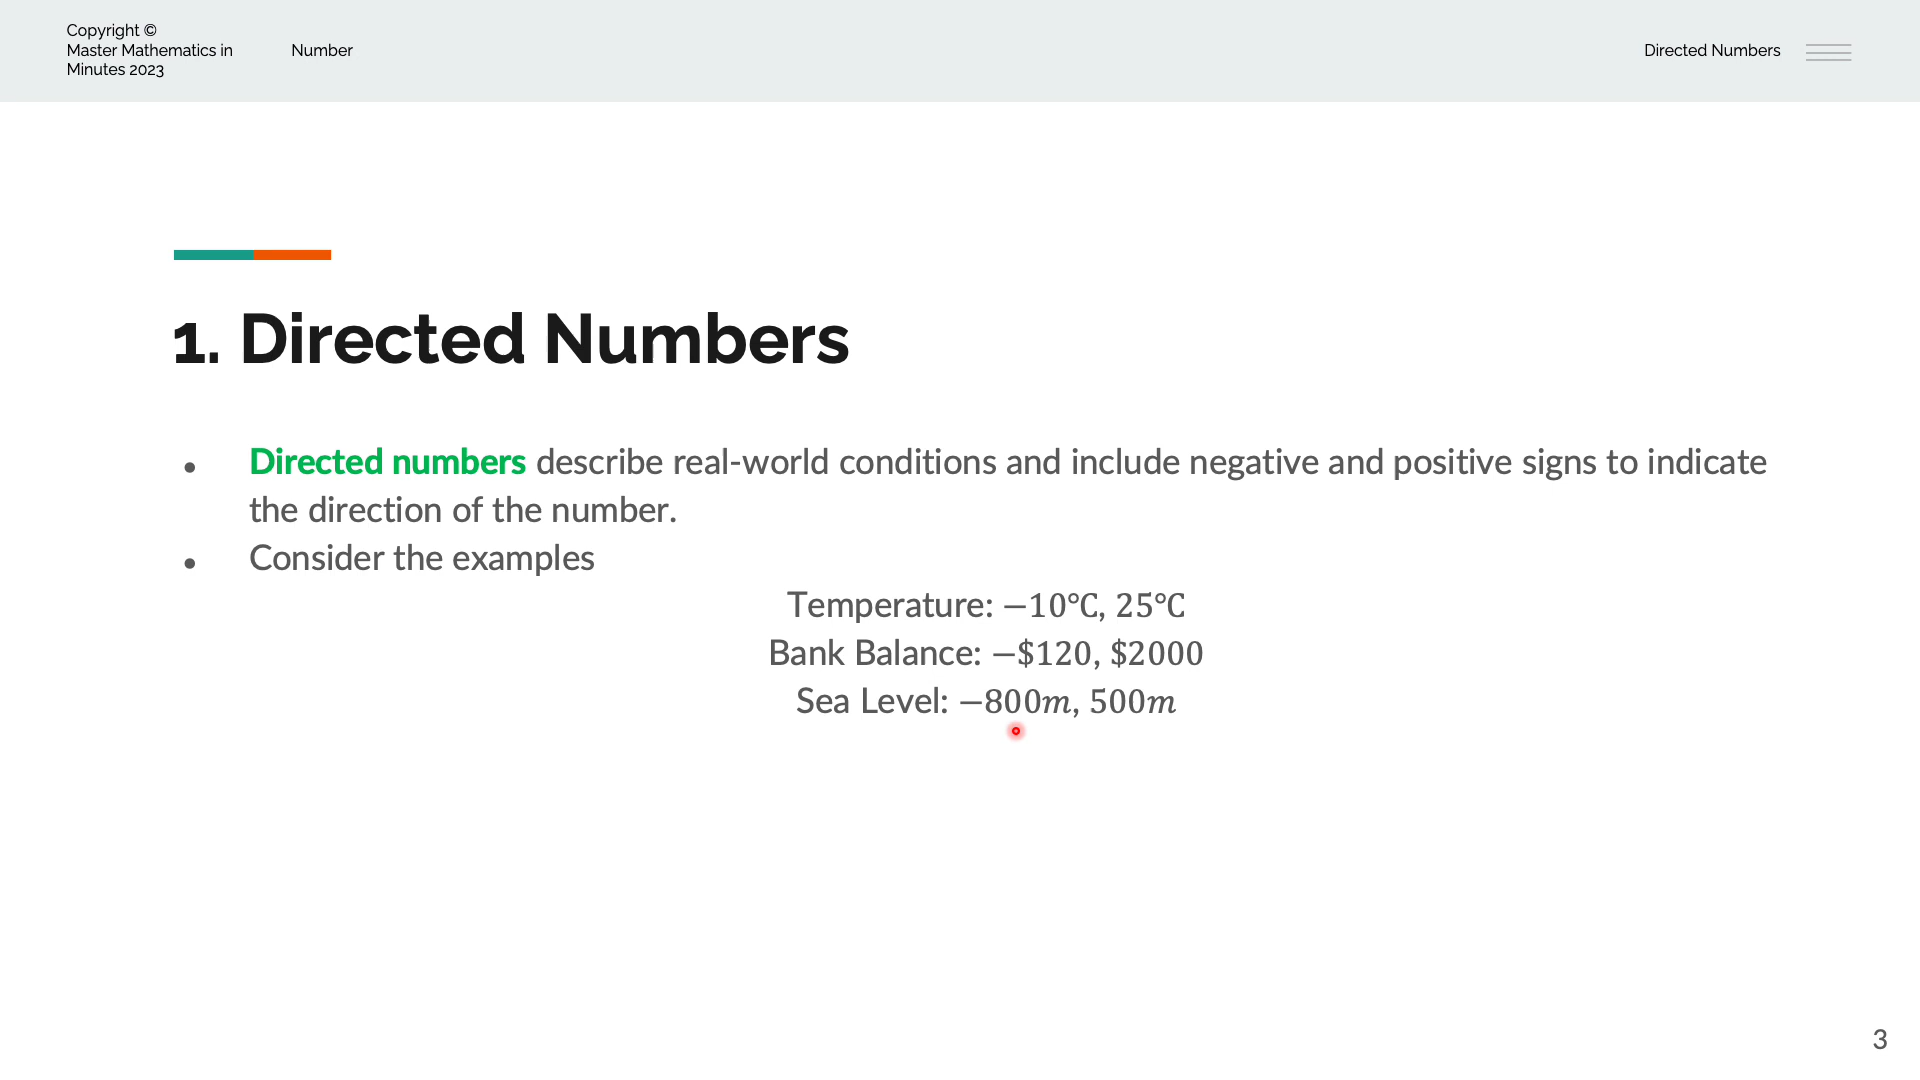 Copyright ©
Master Mathematics in
Minutes 2023
Number
Directed Numbers
1. Directed Numbers
• Directed numbers describe real-world conditions and include negative and positive signs to indicate
the direction of the number.
• Consider the examples
Temperature: −10℃, 25℃
Bank Balance: −$120, $2000
Sea Level: −800m, 500m
3